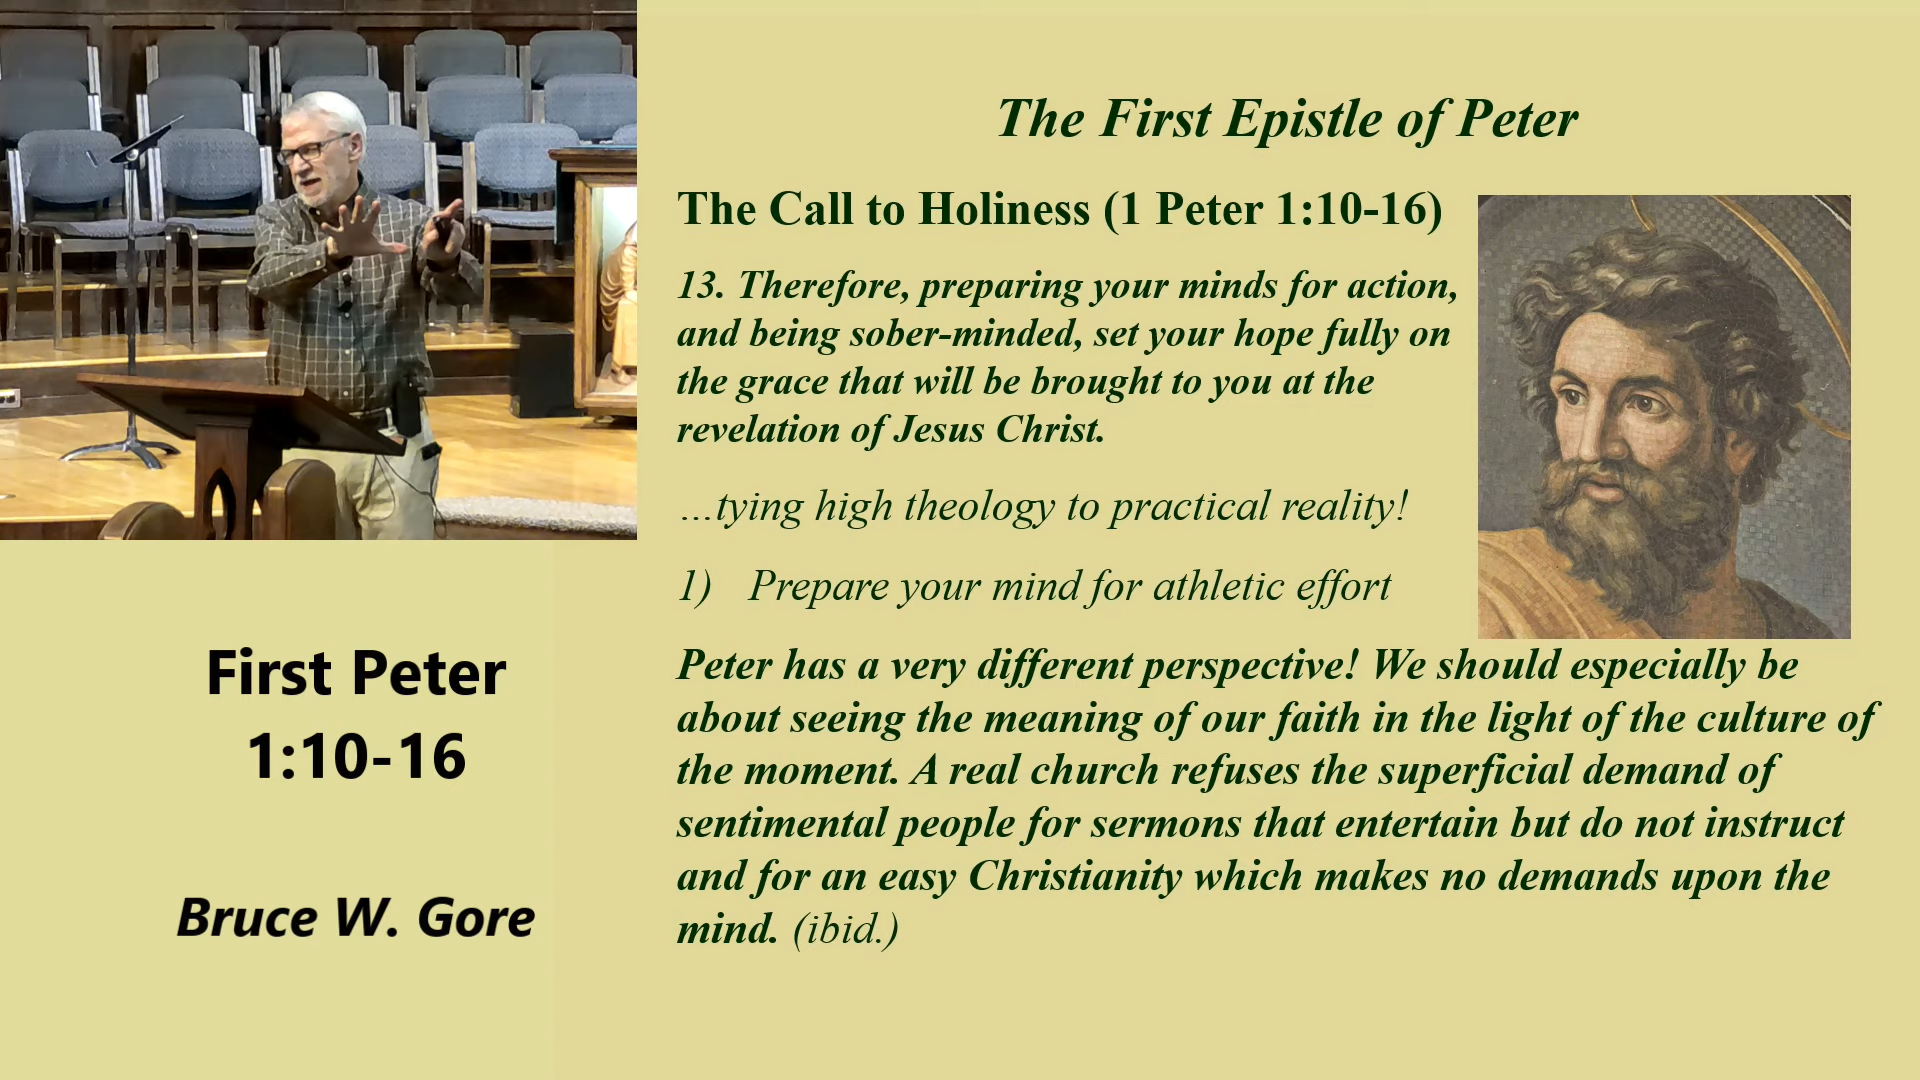 The First Epistle of Peter
The Call to Holiness (1 Peter 1:10-16)
13. Therefore, preparing your minds for action,
and being sober-minded, set your hope fully on
the grace that will be brought to you at the
revelation of Jesus Christ.
...tying high theology to practical reality!
1) Prepare your mind for athletic effort
Peter has a very different perspective! We should especially be
about seeing the meaning of our faith in the light of the culture of
the moment. A real church refuses the superficial demand of
sentimental people for sermons that entertain but do not instruct
and for an easy Christianity which makes no demands upon the
mind. (ibid.)
First Peter
1:10-16
Bruce W. Gore